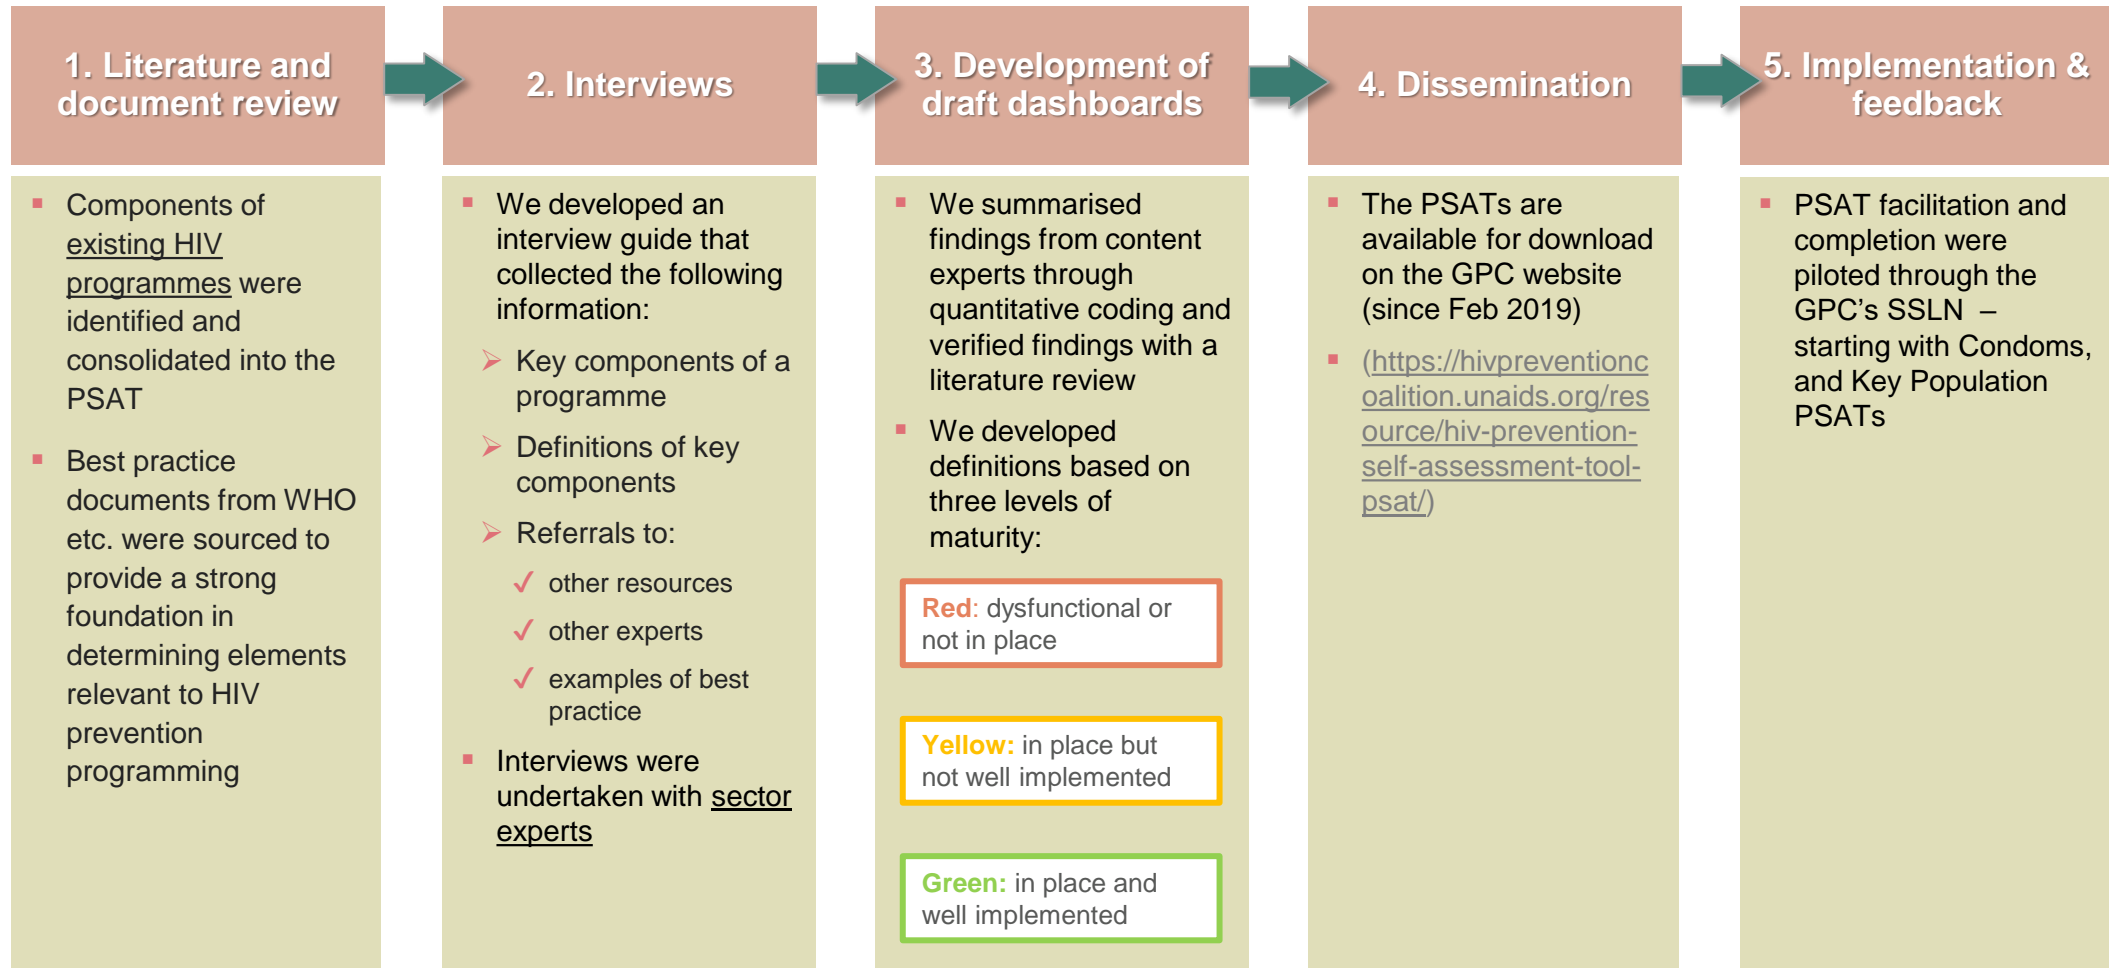 1. Literature and
document review
2. Interviews
3. Development of
draft dashboards
4. Dissemination
5. Implementation &
feedback
▪ Components of
existing HIV
programmes were
identified and
consolidated into the
PSAT
▪ Best practice
documents from WHO
etc. were sourced to
provide a strong
foundation in
determining elements
relevant to HIV
prevention
programming
▪ We developed an
interview guide that
collected the following
information:
➢ Key components of a
programme
➢ Definitions of key
components
➢ Referrals to:
✓ other resources
✓ other experts
✓ examples of best
practice
▪ Interviews were
undertaken with sector
experts
▪ We summarised
findings from content
experts through
quantitative coding and
verified findings with a
literature review
▪ We developed
definitions based on
three levels of
maturity:
Red: dysfunctional or
not in place
Yellow: in place but
not well implemented
Green: in place and
well implemented
▪ The PSATs are
available for download
on the GPC website
(since Feb 2019)
▪ (https://hivpreventionc
oalition.unaids.org/res
ource/hiv-prevention-
self-assessment-tool-
psat/)
▪ PSAT facilitation and
completion were
piloted through the
GPC's SSLN –
starting with Condoms,
and Key Population
PSATs